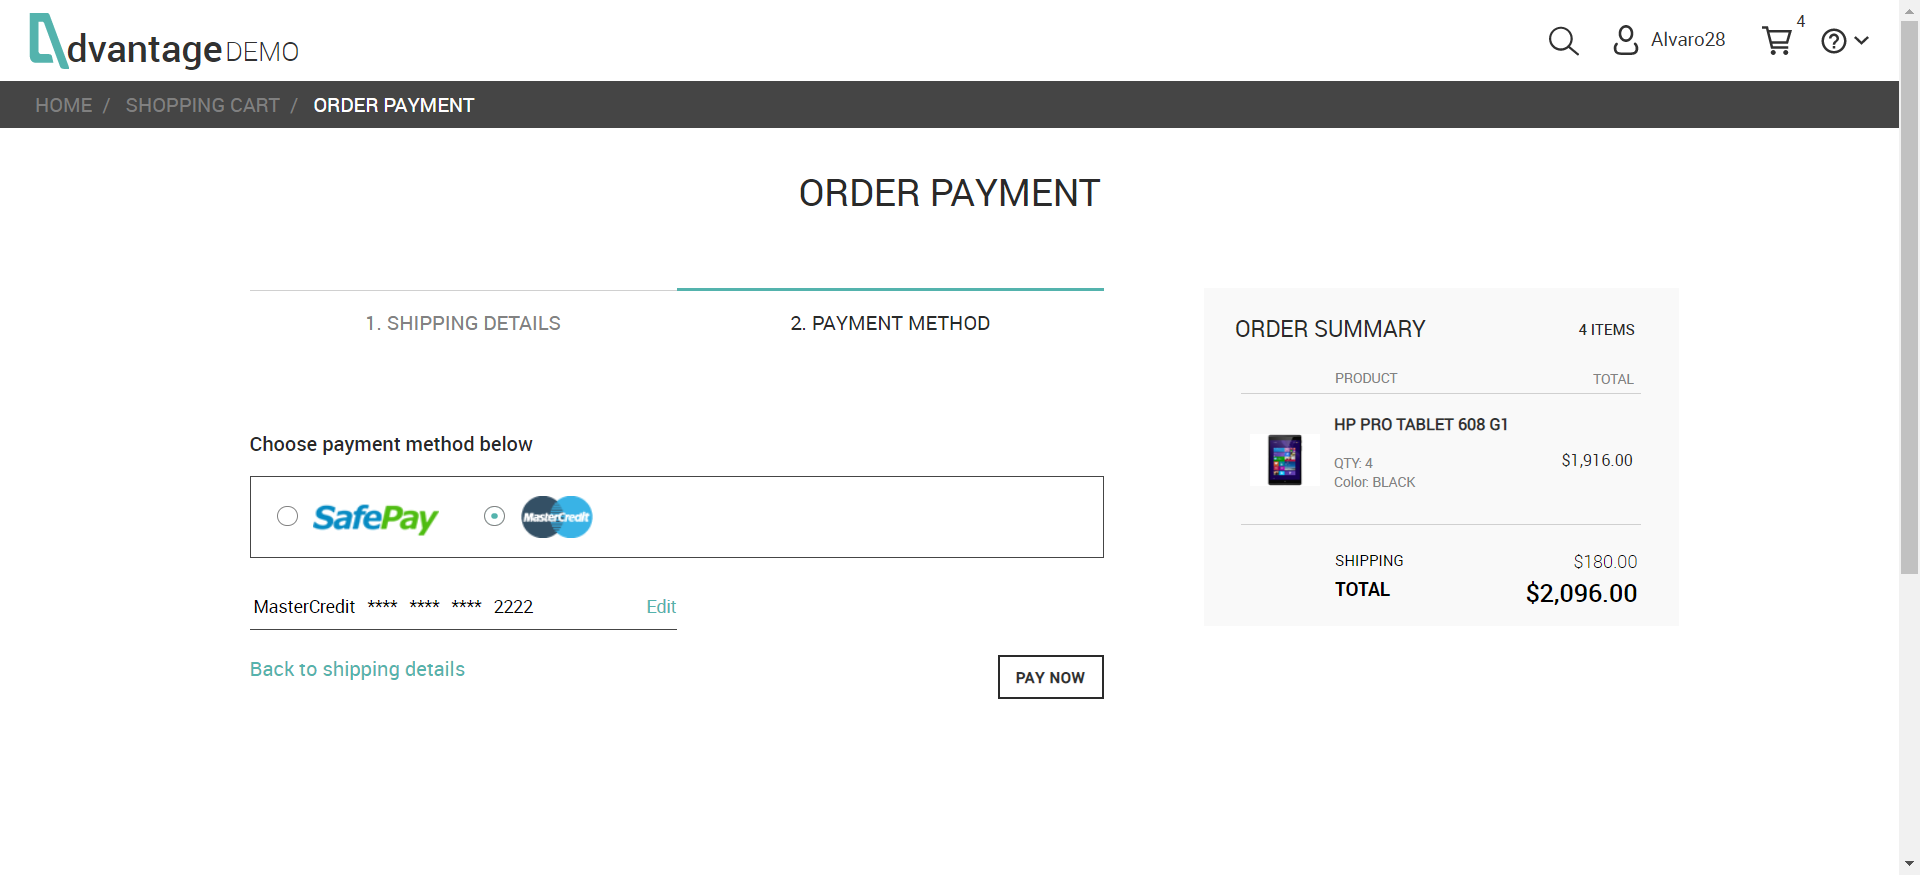 dvantage DEMO
Alvaro28
4
HOME / SHOPPING CART / ORDER PAYMENT
ORDER PAYMENT
1. SHIPPING DETAILS
2. PAYMENT METHOD
Choose payment method below
SafePay
MasterCredit
MasterCredit **** **** **** 2222
Edit
Back to shipping details
PAY NOW
ORDER SUMMARY
4 ITEMS
PRODUCT
TOTAL
HP PRO TABLET 608 G1
QTY: 4
Color: BLACK
$1,916.00
SHIPPING
$180.00
TOTAL
$2,096.00